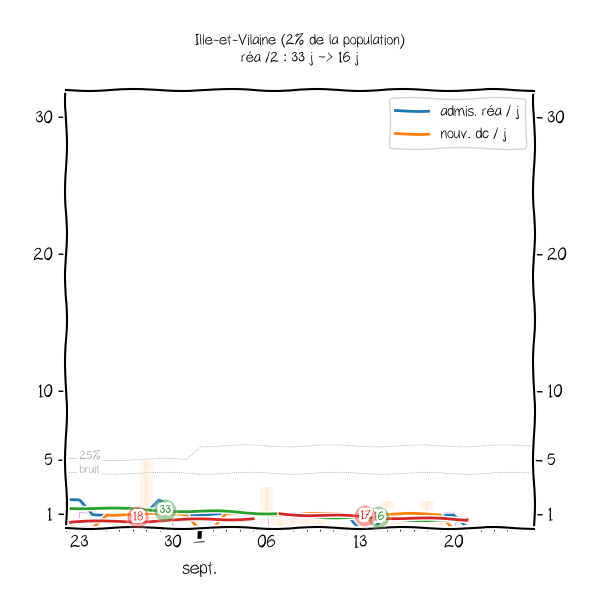 Ille-et-Vilaine (2% de la population)
réa /2 : 33 j -> 16 j
admis. réa / j
nouv. dc / j
30 30
20 20
10 10
5 25% 5
bruit
1 18 33 17 16 1
23 30 06 13 20
sept.